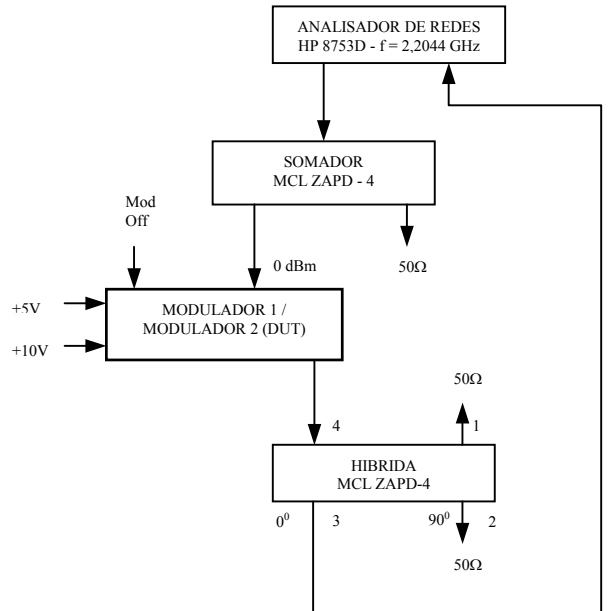 ANALISADOR DE REDES
HP 8753D - f = 2,2044 GHz
SOMADOR
MCL ZAPD - 4
Mod
Off
0 dBm
50Ω
+5V
MODULADOR 1 /
MODULADOR 2 (DUT)
+10V
50Ω
4
1
HIBRIDA
MCL ZAPD-4
0⁰
3
90⁰
2
50Ω